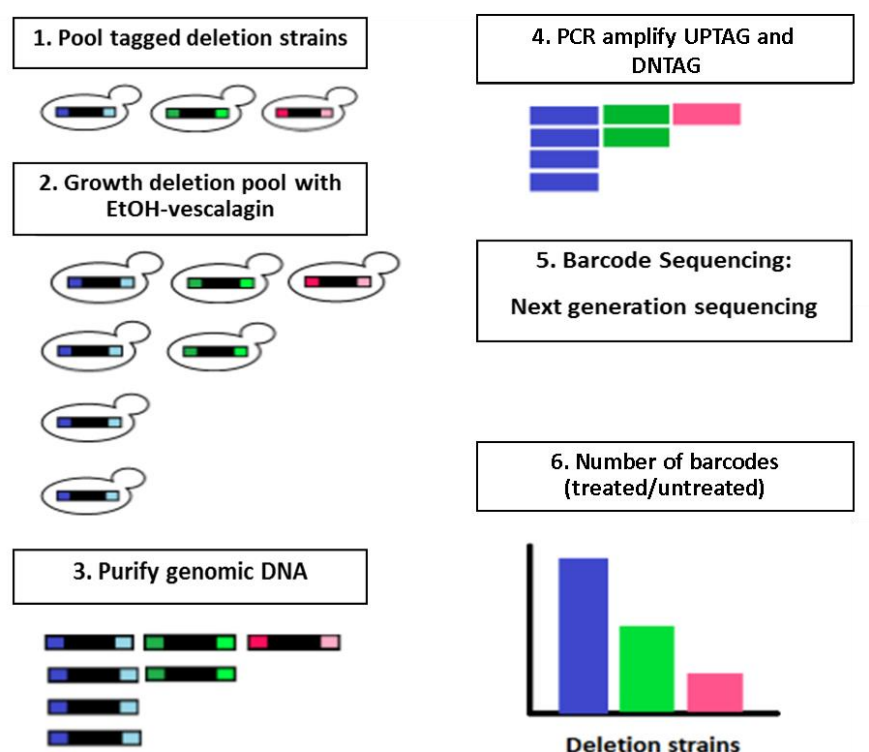 1. Pool tagged deletion strains
2. Growth deletion pool with
EtOH-vescalagin
3. Purify genomic DNA
4. PCR amplify UPTAG and
DNTAG
5. Barcode Sequencing:
Next generation sequencing
6. Number of barcodes
(treated/untreated)
Deletion strains